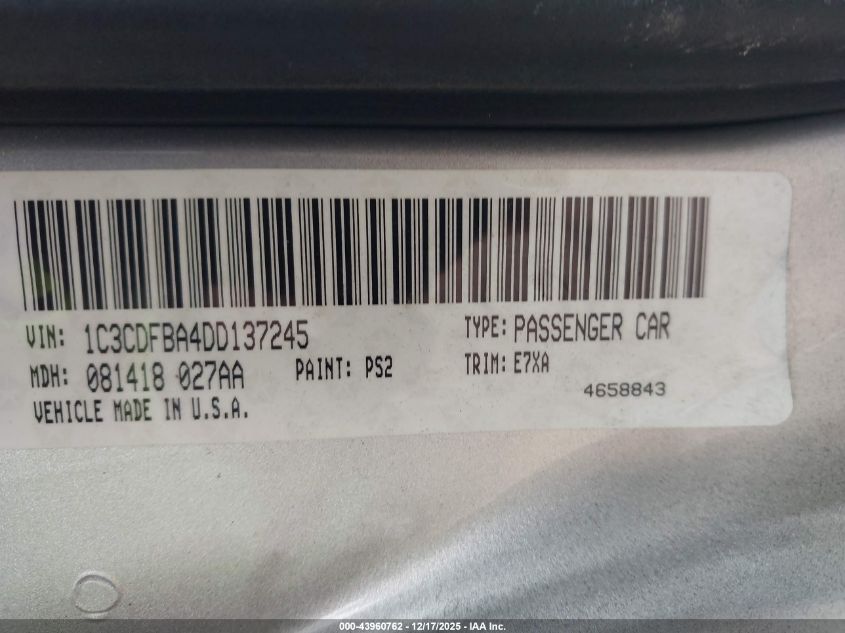 VIN: 1C3CDFBA4DD137245 TYPE: PASSENGER CAR
MDH: 081418 027AA PAINT: PS2 TRIM: E7XA
4658843
VEHICLE MADE IN U.S.A.
000-43960762 - 12/17/2025 - IAA Inc.